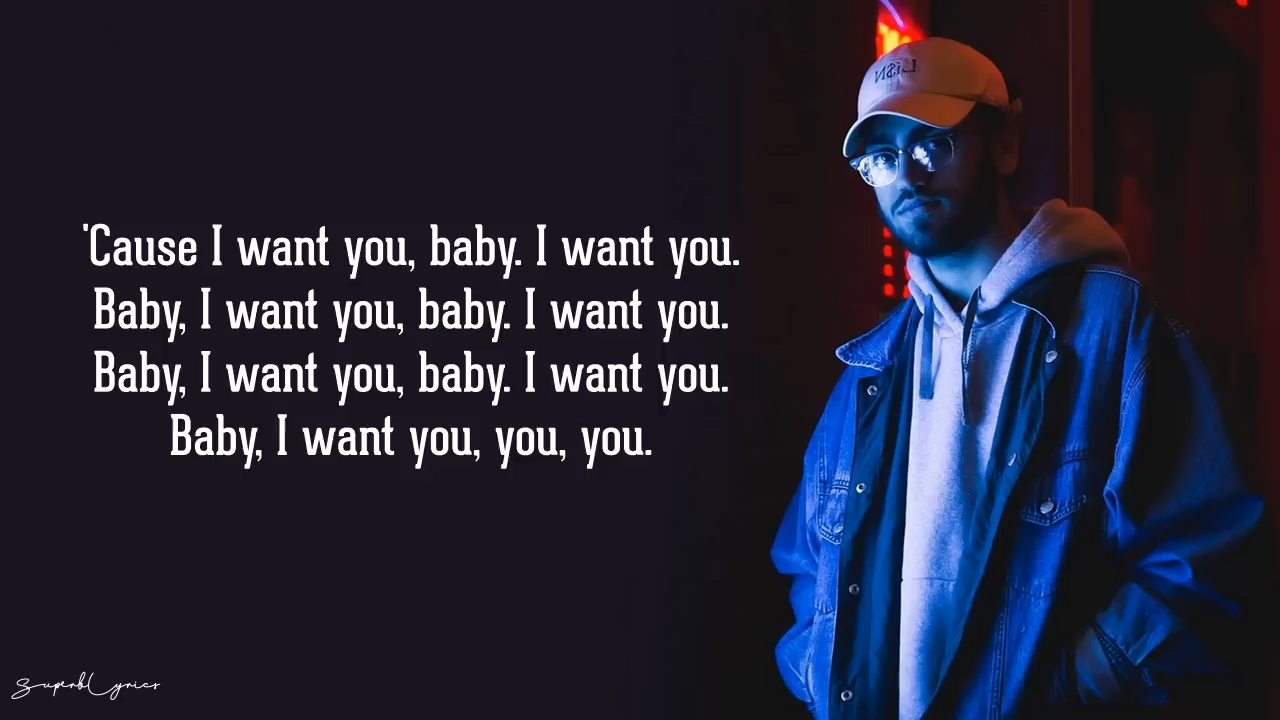 'Cause I want you, baby. I want you.
Baby, I want you, baby. I want you.
Baby, I want you, baby. I want you.
Baby, I want you, you, you.
SuperbLyrics